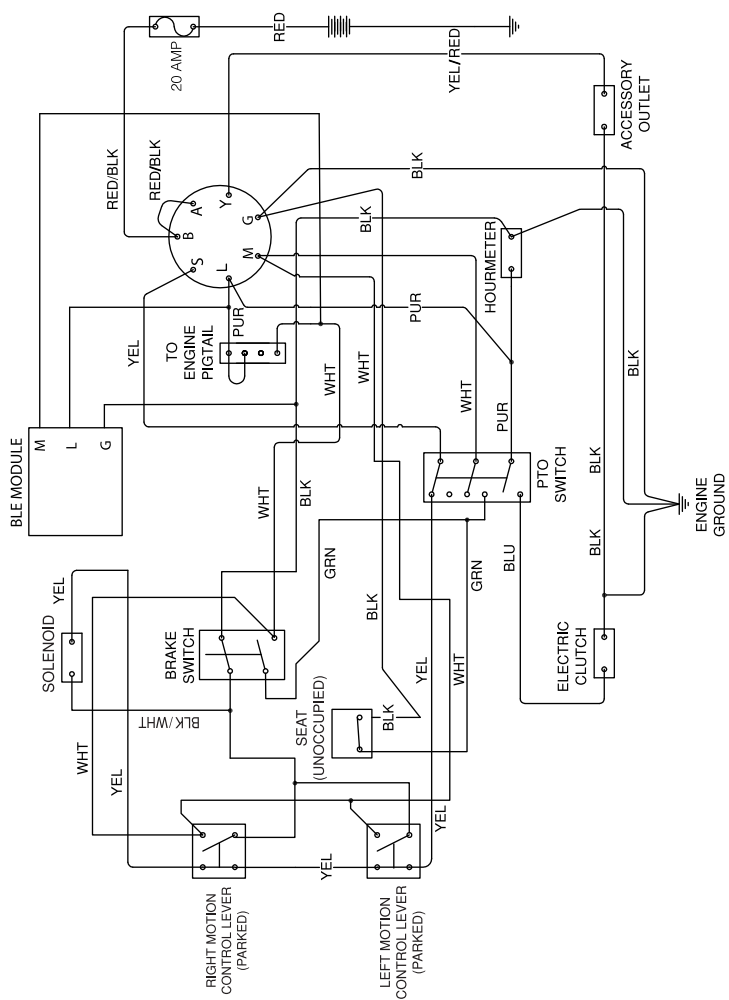 RED
20 AMP
YEL/RED
ACCESSORY
OUTLET
RED/BLK
RED/BLK
BLK
A
B
Y
S
G
L
M
BLK
HOURMETER
PUR
PUR
TO
ENGINE
PIGTAIL
YEL
WHT
WHT
WHT
PUR
BLK
BLE MODULE
M
L
G
PTO
SWITCH
BLK
WHT
BLK
ENGINE
GROUND
GRN
BLK
BLU
GRN
BLK
YEL
SOLENOID
BRAKE
SWITCH
ELECTRIC
CLUTCH
YEL
WHT
BLK/WHT
SEAT
(UNOCCUPIED)
BLK
WHT
YEL
YEL
YEL
RIGHT MOTION
CONTROL LEVER
(PARKED)
LEFT MOTION
CONTROL LEVER
(PARKED)